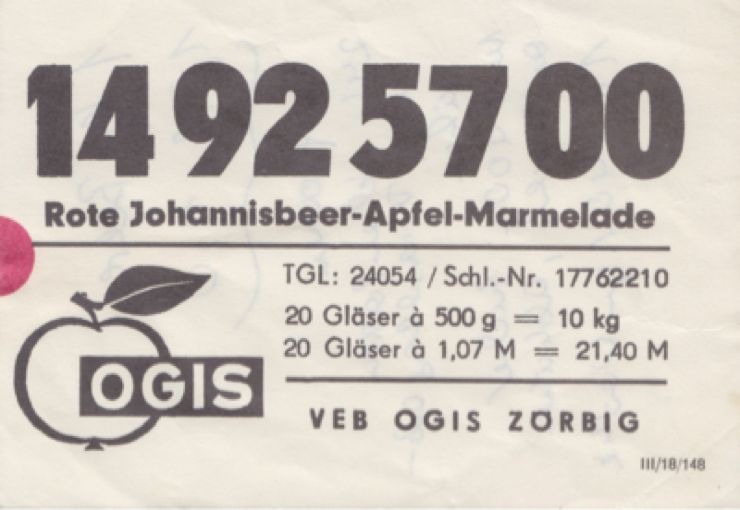 14 92 57 00
Rote Johannisbeer-Apfel-Marmelade
TGL: 24054 / Schl.-Nr. 17762210
20 Gläser à 500 g = 10 kg
20 Gläser à 1,07 M = 21,40 M
OGIS
VEB OGIS ZÖRBIG
III/18/148